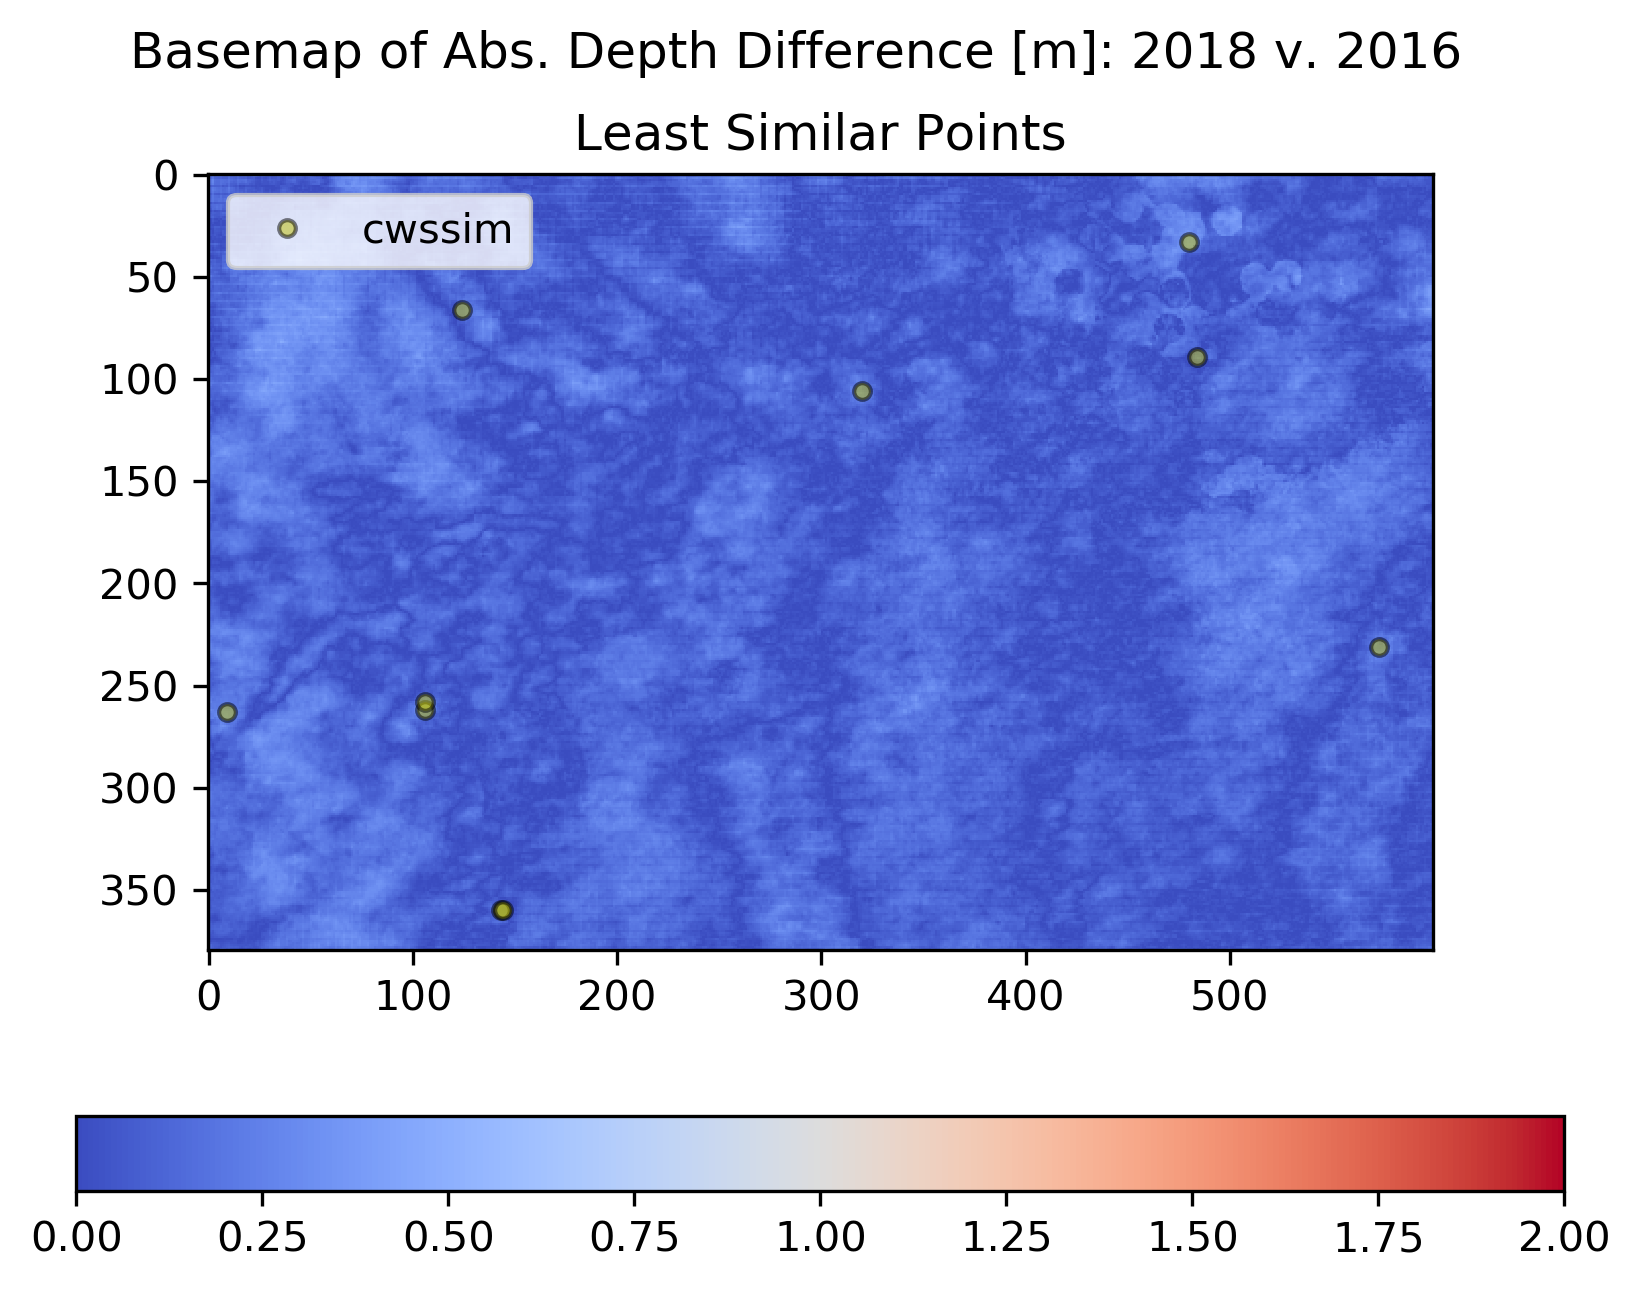 Basemap of Abs. Depth Difference [m]: 2018 v. 2016
Least Similar Points
cwssim
0
50
100
150
200
250
300
350
0 100 200 300 400 500
0.00 0.25 0.50 0.75 1.00 1.25 1.50 1.75 2.00